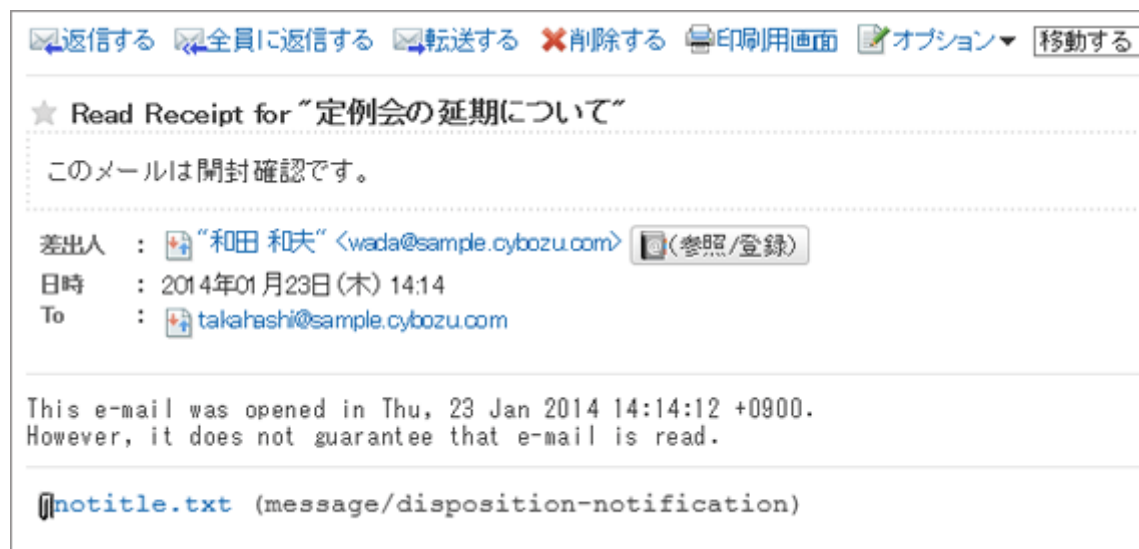 返信する 全員に返信する 転送する 削除する 印刷用画面 オプション▼ 移動する
★ Read Receipt for "定例会の延期について"
このメールは開封確認です。
差出人 : "和田 和夫" <wada@sample.cybozu.com> (参照/登録)
日時 : 2014年01月23日(木) 14:14
To : takahashi@sample.cybozu.com
This e-mail was opened in Thu, 23 Jan 2014 14:14:12 +0900.
However, it does not guarantee that e-mail is read.
notitle.txt (message/disposition-notification)